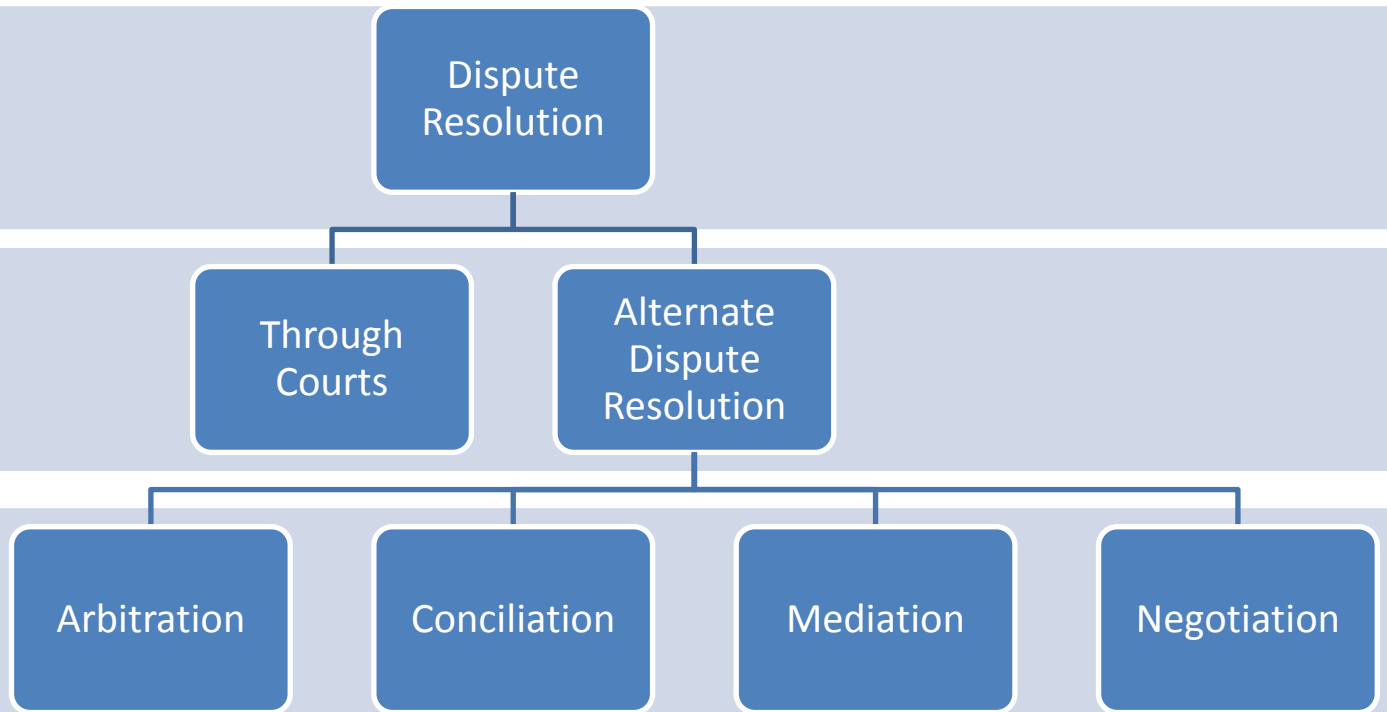 Dispute
Resolution
Through
Courts
Alternate
Dispute
Resolution
Arbitration
Conciliation
Mediation
Negotiation